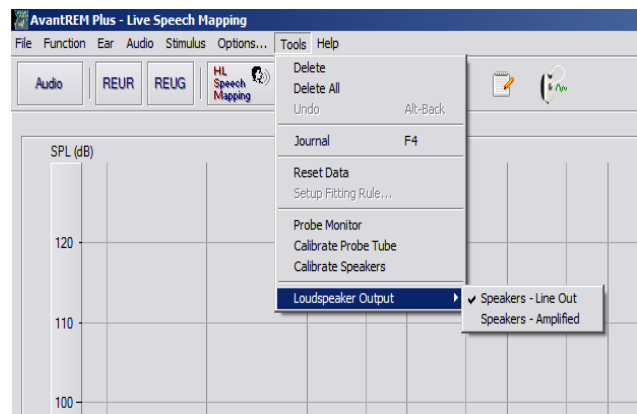 AvantREM Plus - Live Speech Mapping
File Function Ear Audio Stimulus Options... Tools Help
Audio REUR REUG HL Speech Mapping
Delete
Delete All
Undo Alt-Back
Journal F4
Reset Data
Setup Fitting Rule...
Probe Monitor
Calibrate Probe Tube
Calibrate Speakers
Loudspeaker Output
Speakers - Line Out
Speakers - Amplified
SPL (dB)
120
110
100